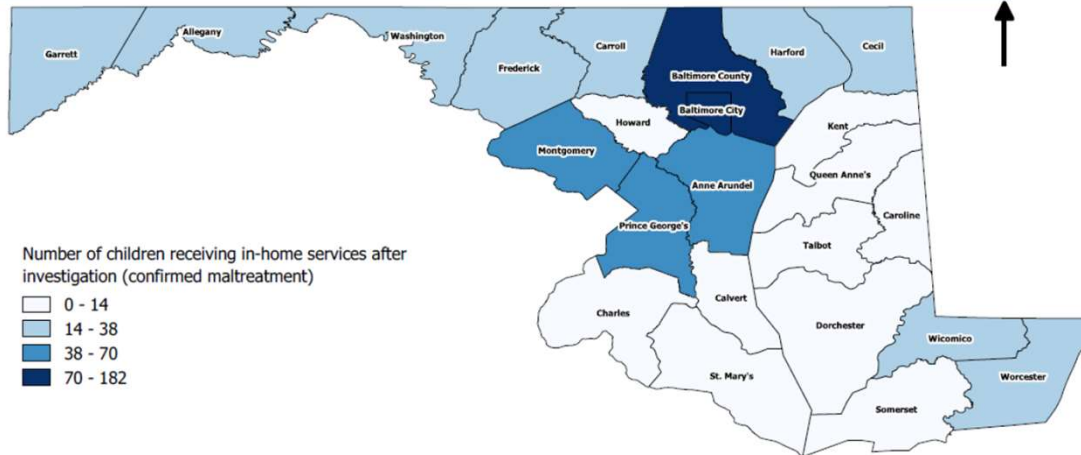 Garrett
Allegany
Washington
Frederick
Carroll
Baltimore County
Harford
Cecil
Baltimore City
Howard
Kent
Montgomery
Queen Anne's
Anne Arundel
Caroline
Prince George's
Talbot
Calvert
Charles
Dorchester
Wicomico
St. Mary's
Worcester
Somerset
Number of children receiving in-home services after
investigation (confirmed maltreatment)
0 - 14
14 - 38
38 - 70
70 - 182